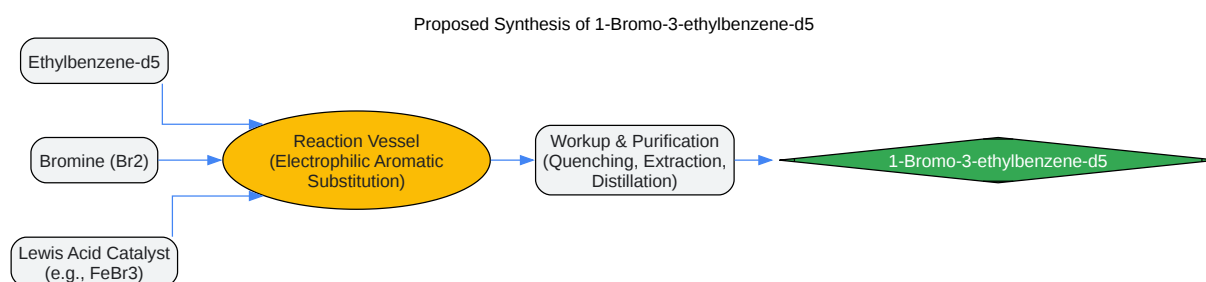 Proposed Synthesis of 1-Bromo-3-ethylbenzene-d5
Ethylbenzene-d5
Bromine (Br2)
Lewis Acid Catalyst
(e.g., FeBr3)
Reaction Vessel
(Electrophilic Aromatic
Substitution)
Workup & Purification
(Quenching, Extraction,
Distillation)
1-Bromo-3-ethylbenzene-d5